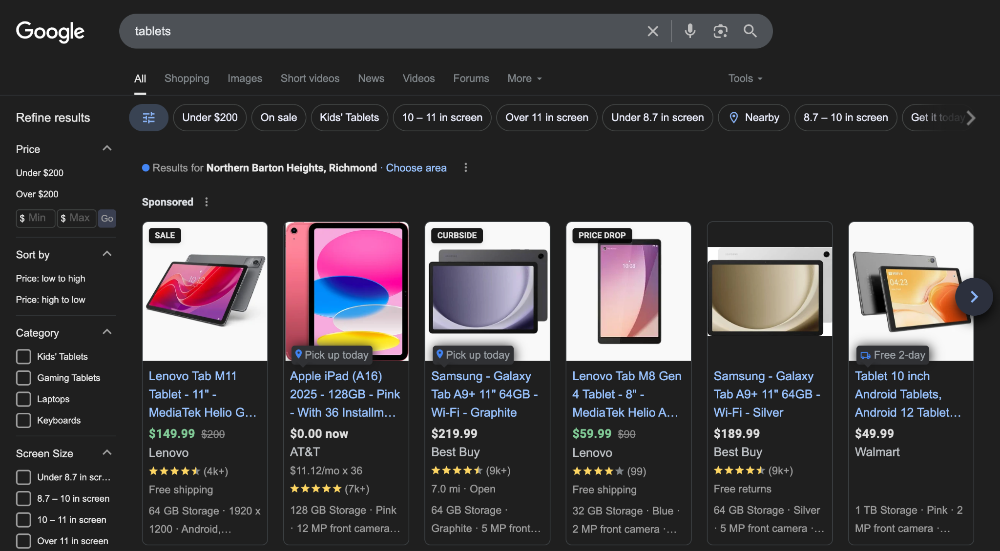 Google
tablets
All Shopping Images Short videos News Videos Forums More Tools
Refine results
Under $200 On sale Kids' Tablets 10 – 11 in screen Over 11 in screen Under 8.7 in screen Nearby 8.7 – 10 in screen Get it today
Price
Under $200
Over $200
$ Min $ Max Go
Sort by
Price: low to high
Price: high to low
Category
Kids' Tablets
Gaming Tablets
Laptops
Keyboards
Screen Size
Under 8.7 in scr...
8.7 – 10 in screen
10 – 11 in screen
Over 11 in screen
Results for Northern Barton Heights, Richmond · Choose area
Sponsored
SALE
10:12
Lenovo Tab M11
Tablet - 11" -
MediaTek Helio G...
$149.99 $200
Lenovo
(4k+)
Free shipping
64 GB Storage · 1920 x
1200 · Android,...
Pick up today
Apple iPad (A16)
2025 - 128GB - Pink
- With 36 Installm...
$0.00 now
AT&T
$11.12/mo x 36
(7k+)
128 GB Storage · Pink
· 12 MP front camera...
CURBSIDE
SAMSUNG
Pick up today
Samsung - Galaxy
Tab A9+ 11" 64GB -
Wi-Fi - Graphite
$219.99
Best Buy
(9k+)
7.0 mi · Open
64 GB Storage ·
Graphite · 5 MP front...
PRICE DROP
10:08
Lenovo Tab M8 Gen
4 Tablet - 8" -
MediaTek Helio A...
$59.99 $90
Lenovo
(99)
Free shipping
32 GB Storage · Blue ·
2 MP front camera ·...
SAMSUNG
Samsung - Galaxy
Tab A9+ 11" 64GB -
Wi-Fi - Silver
$189.99
Best Buy
(9k+)
Free returns
64 GB Storage · Silver
· 5 MP front camera ·...
WiFi 6
04:23
Free 2-day
Tablet 10 inch
Android Tablets,
Android 12 Tablet...
$49.99
Walmart
1 TB Storage · Pink · 2
MP front camera ·...